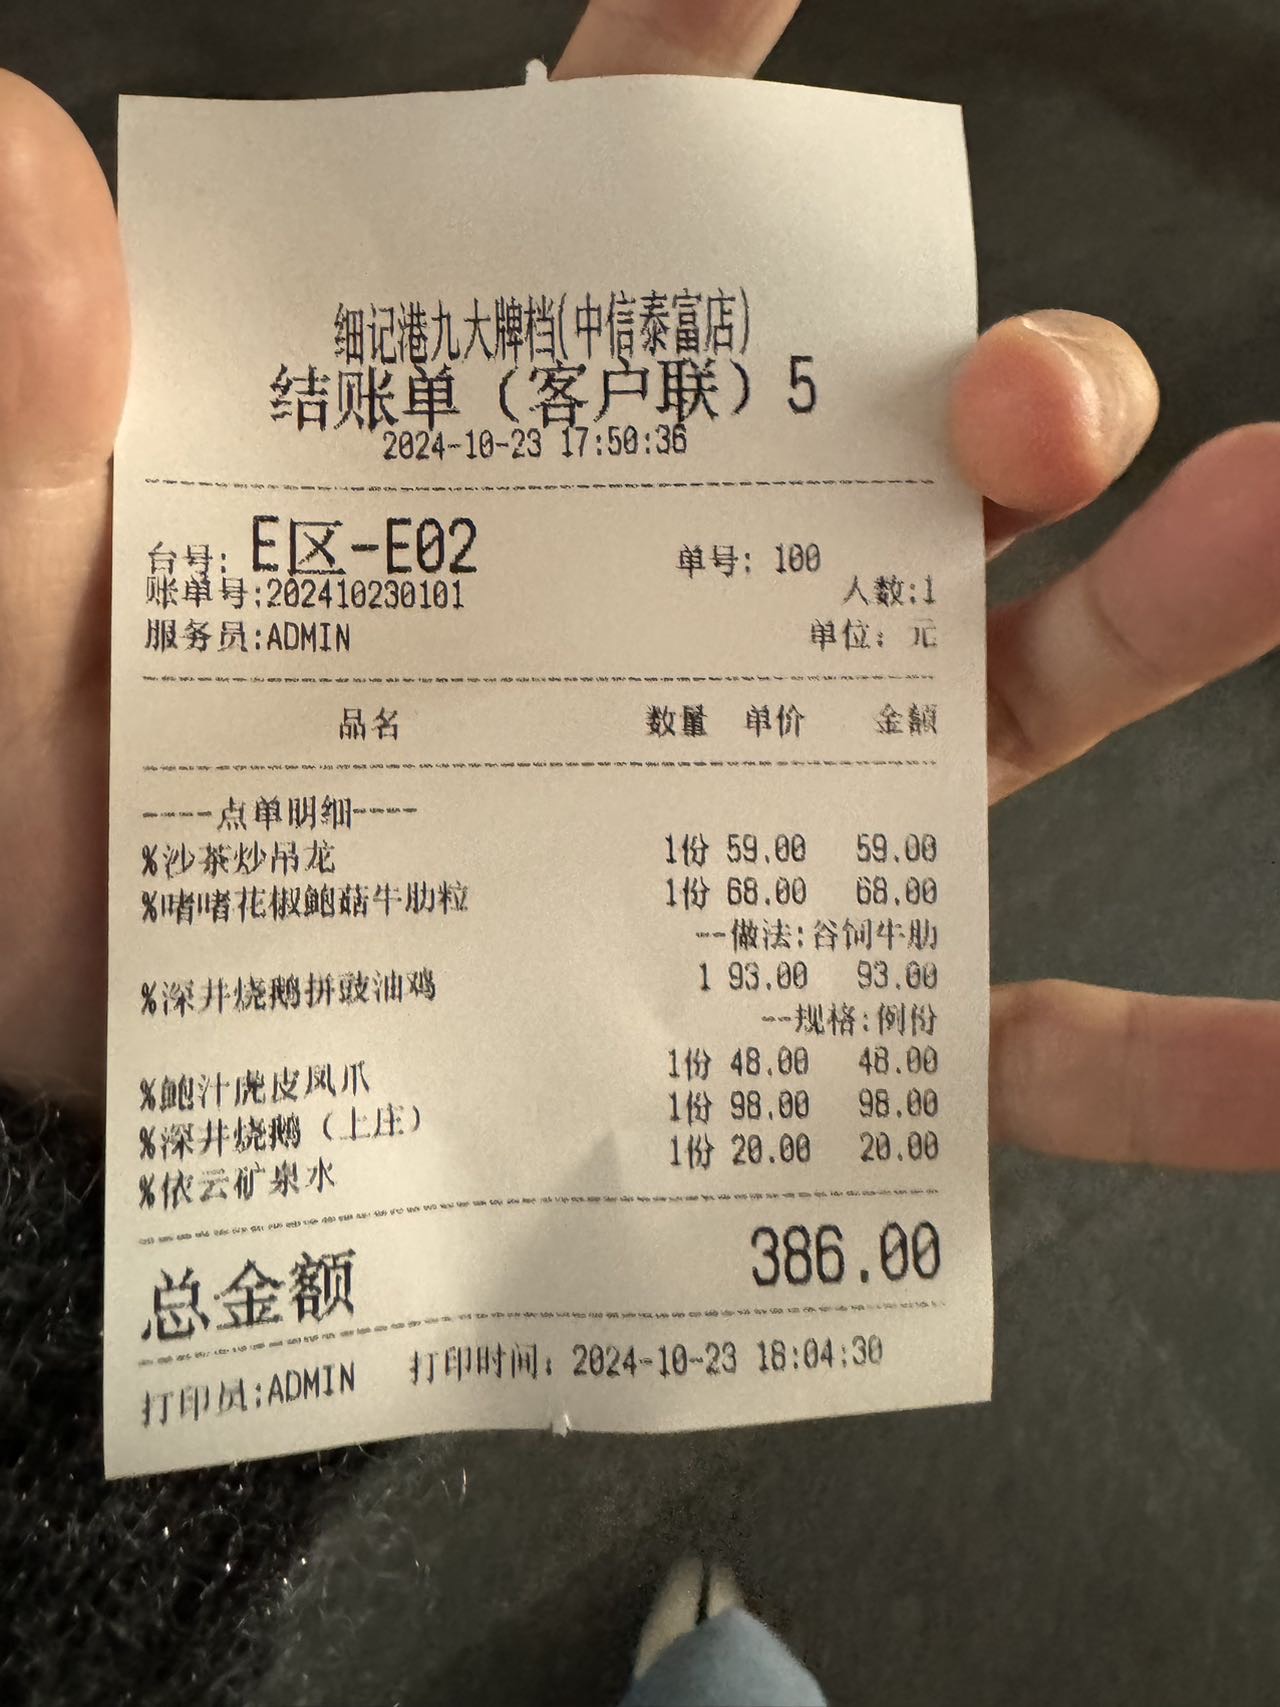 细记港九大牌档(中信泰富店)
结账单（客户联）5
2024-10-23 17:50:36
台号: E区-E02 单号: 100
账单号:202410230101 人数:1
服务员:ADMIN 单位: 元
品名 数量 单价 金额
----点单明细----
%沙茶炒吊龙 1份 59.00 59.00
%啫啫花椒鲍菇牛肋粒 1份 68.00 68.00
--做法:谷饲牛肋
%深井烧鹅拼豉油鸡 1 93.00 93.00
--规格:例份
%鲍汁虎皮凤爪 1份 48.00 48.00
%深井烧鹅（上庄） 1份 98.00 98.00
%依云矿泉水 1份 20.00 20.00
总金额 386.00
打印员:ADMIN 打印时间: 2024-10-23 18:04:30